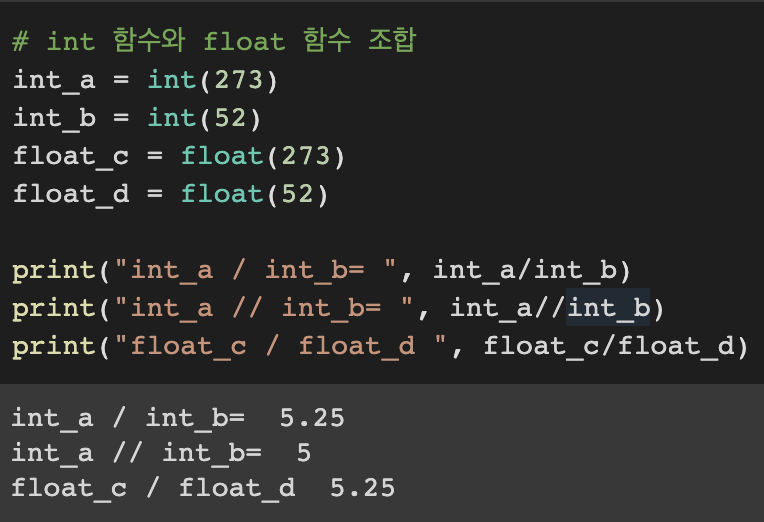 # int 함수와 float 함수 조합
int_a = int(273)
int_b = int(52)
float_c = float(273)
float_d = float(52)
print("int_a / int_b= ", int_a/int_b)
print("int_a // int_b= ", int_a//int_b)
print("float_c / float_d ", float_c/float_d)
int_a / int_b=  5.25
int_a // int_b=  5
float_c / float_d  5.25